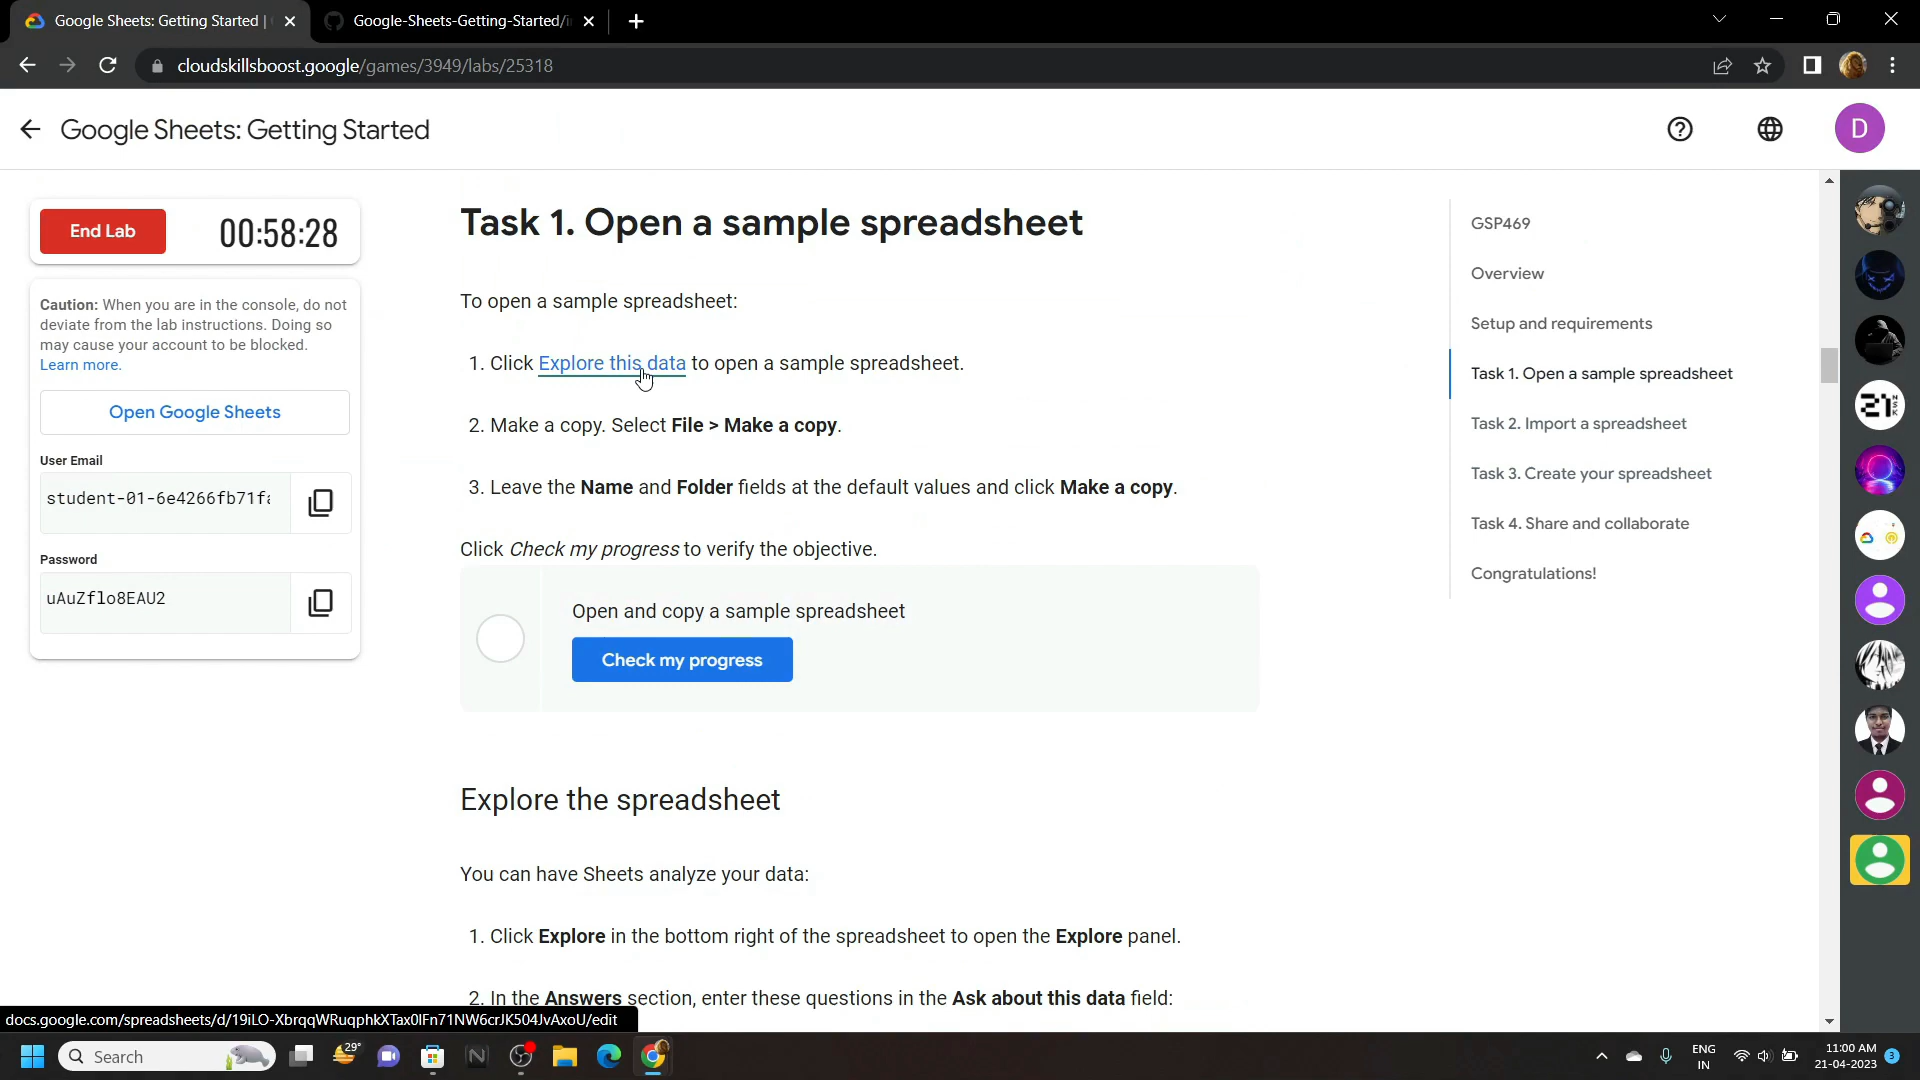 Google Sheets: Getting Started |
Google-Sheets-Getting-Started/i
cloudskillsboost.google/games/3949/labs/25318
Google Sheets: Getting Started
D
End Lab
00:58:28
Caution: When you are in the console, do not
deviate from the lab instructions. Doing so
may cause your account to be blocked.
Learn more.
Open Google Sheets
User Email
student-01-6e4266fb71f
Password
uAuZflo8EAU2
Task 1. Open a sample spreadsheet
To open a sample spreadsheet:
1. Click Explore this data to open a sample spreadsheet.
2. Make a copy. Select File > Make a copy.
3. Leave the Name and Folder fields at the default values and click Make a copy.
Click Check my progress to verify the objective.
Open and copy a sample spreadsheet
Check my progress
Explore the spreadsheet
You can have Sheets analyze your data:
1. Click Explore in the bottom right of the spreadsheet to open the Explore panel.
2. In the Answers section, enter these questions in the Ask about this data field:
GSP469
Overview
Setup and requirements
Task 1. Open a sample spreadsheet
Task 2. Import a spreadsheet
Task 3. Create your spreadsheet
Task 4. Share and collaborate
Congratulations!
21
docs.google.com/spreadsheets/d/19iLO-XbrqqWRuqphkXTax0lFn71NW6crJK504JvAxoU/edit
Search
29°
ENG
IN
11:00 AM
21-04-2023
3